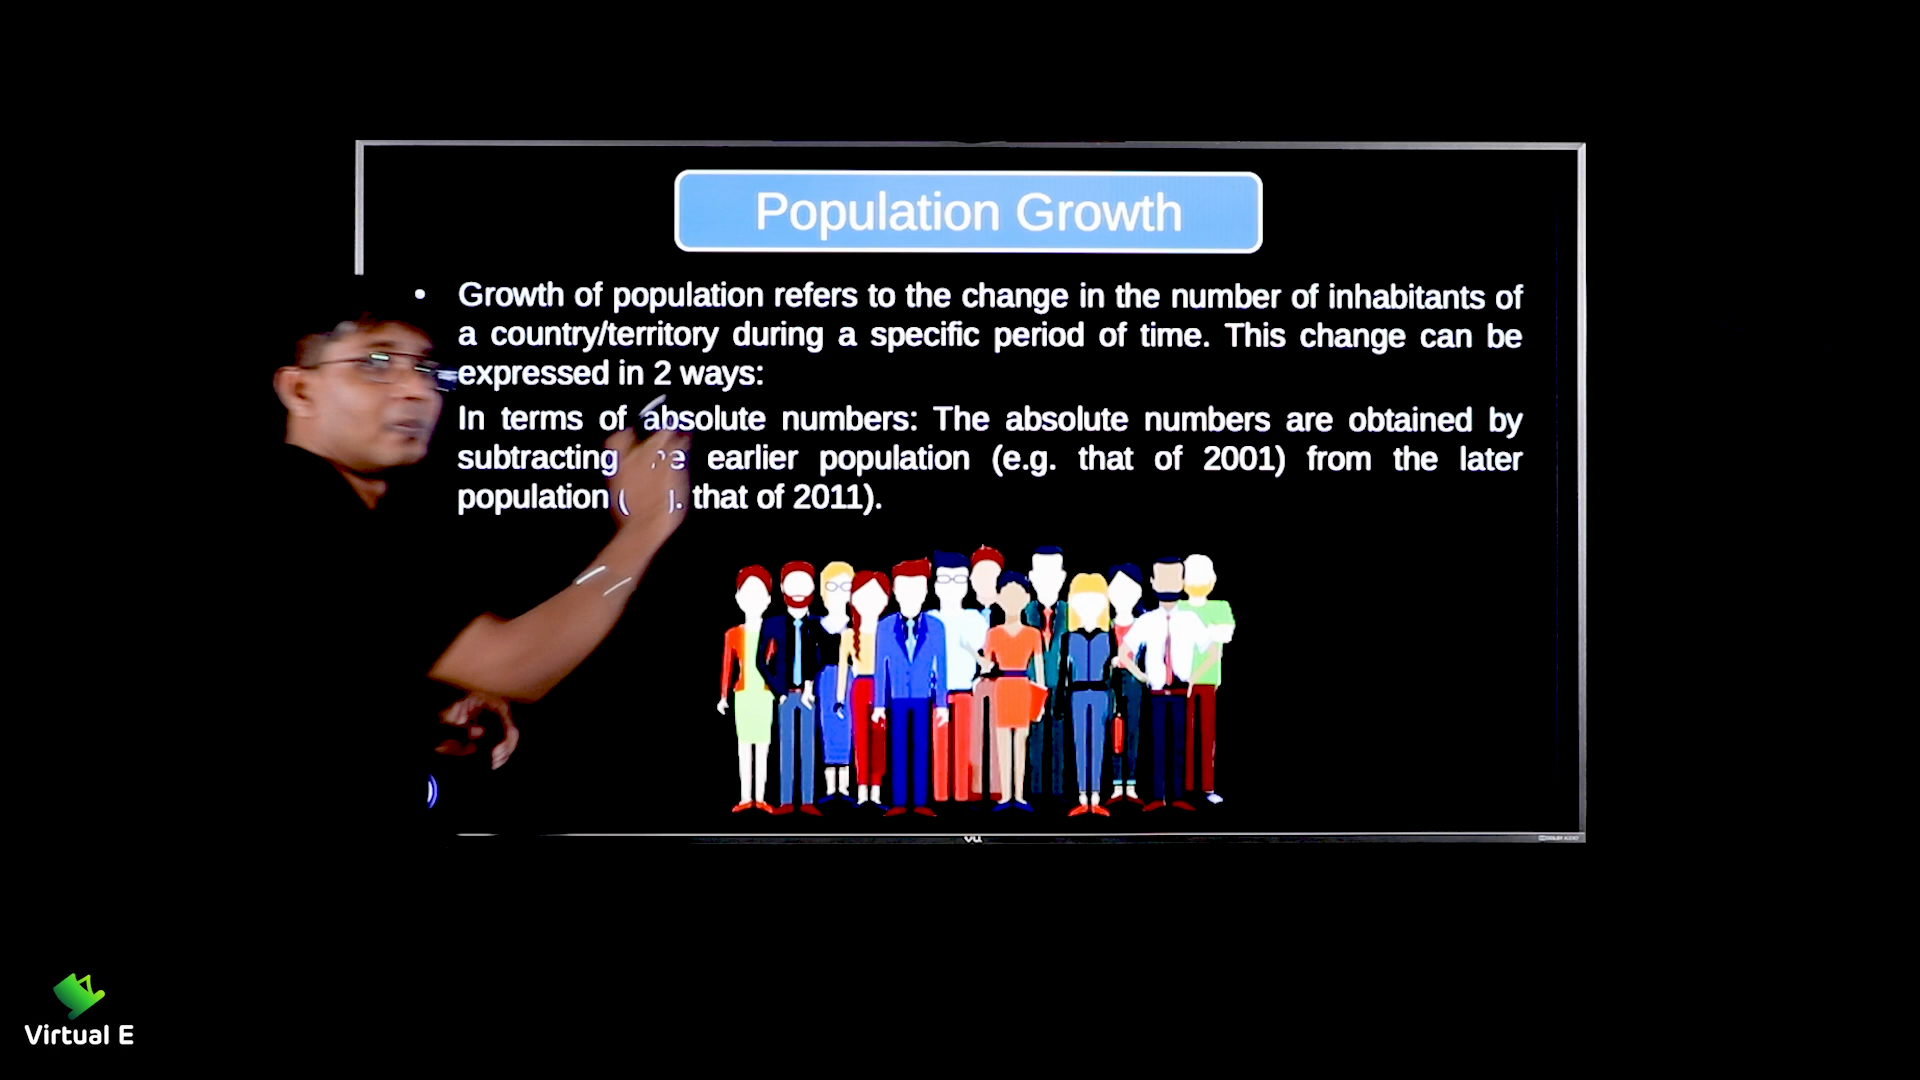 Population Growth
• Growth of population refers to the change in the number of inhabitants of
a country/territory during a specific period of time. This change can be
expressed in 2 ways:
In terms of absolute numbers: The absolute numbers are obtained by
subtracting earlier population (e.g. that of 2001) from the later
population ( . that of 2011).
VU
Virtual E